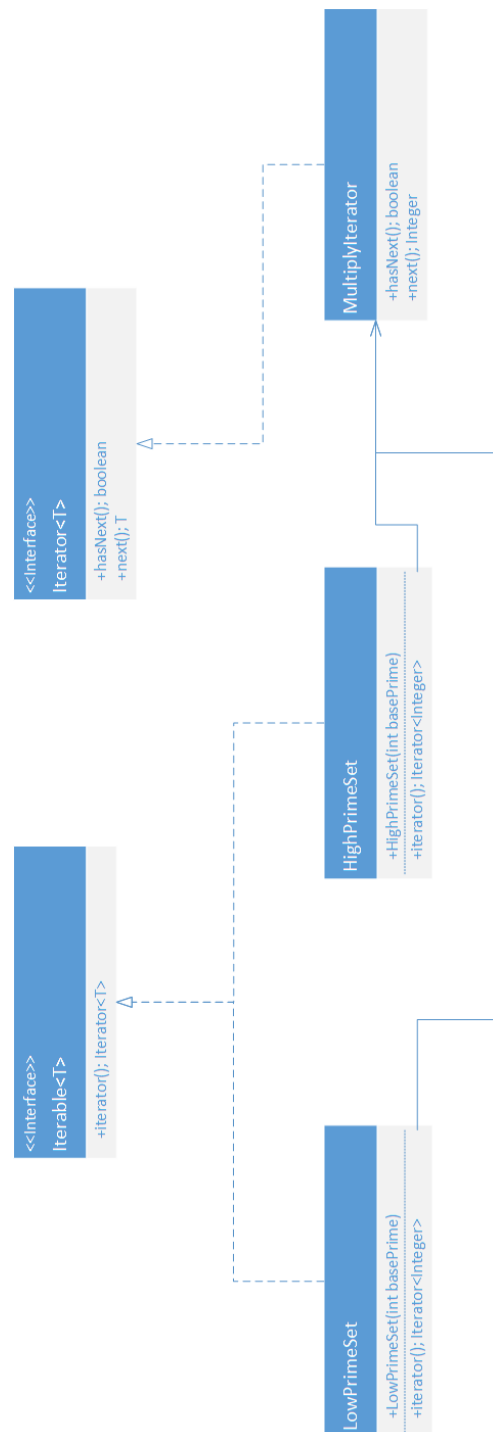 <<Interface>>
Iterable<T>
+iterator(); Iterator<T>
<<Interface>>
Iterator<T>
+hasNext(); boolean
+next(); T
LowPrimeSet
+LowPrimeSet(int basePrime)
+iterator(); Iterator<Integer>
HighPrimeSet
+HighPrimeSet(int basePrime)
+iterator(); Iterator<Integer>
MultiplyIterator
+hasNext(); boolean
+next(); Integer